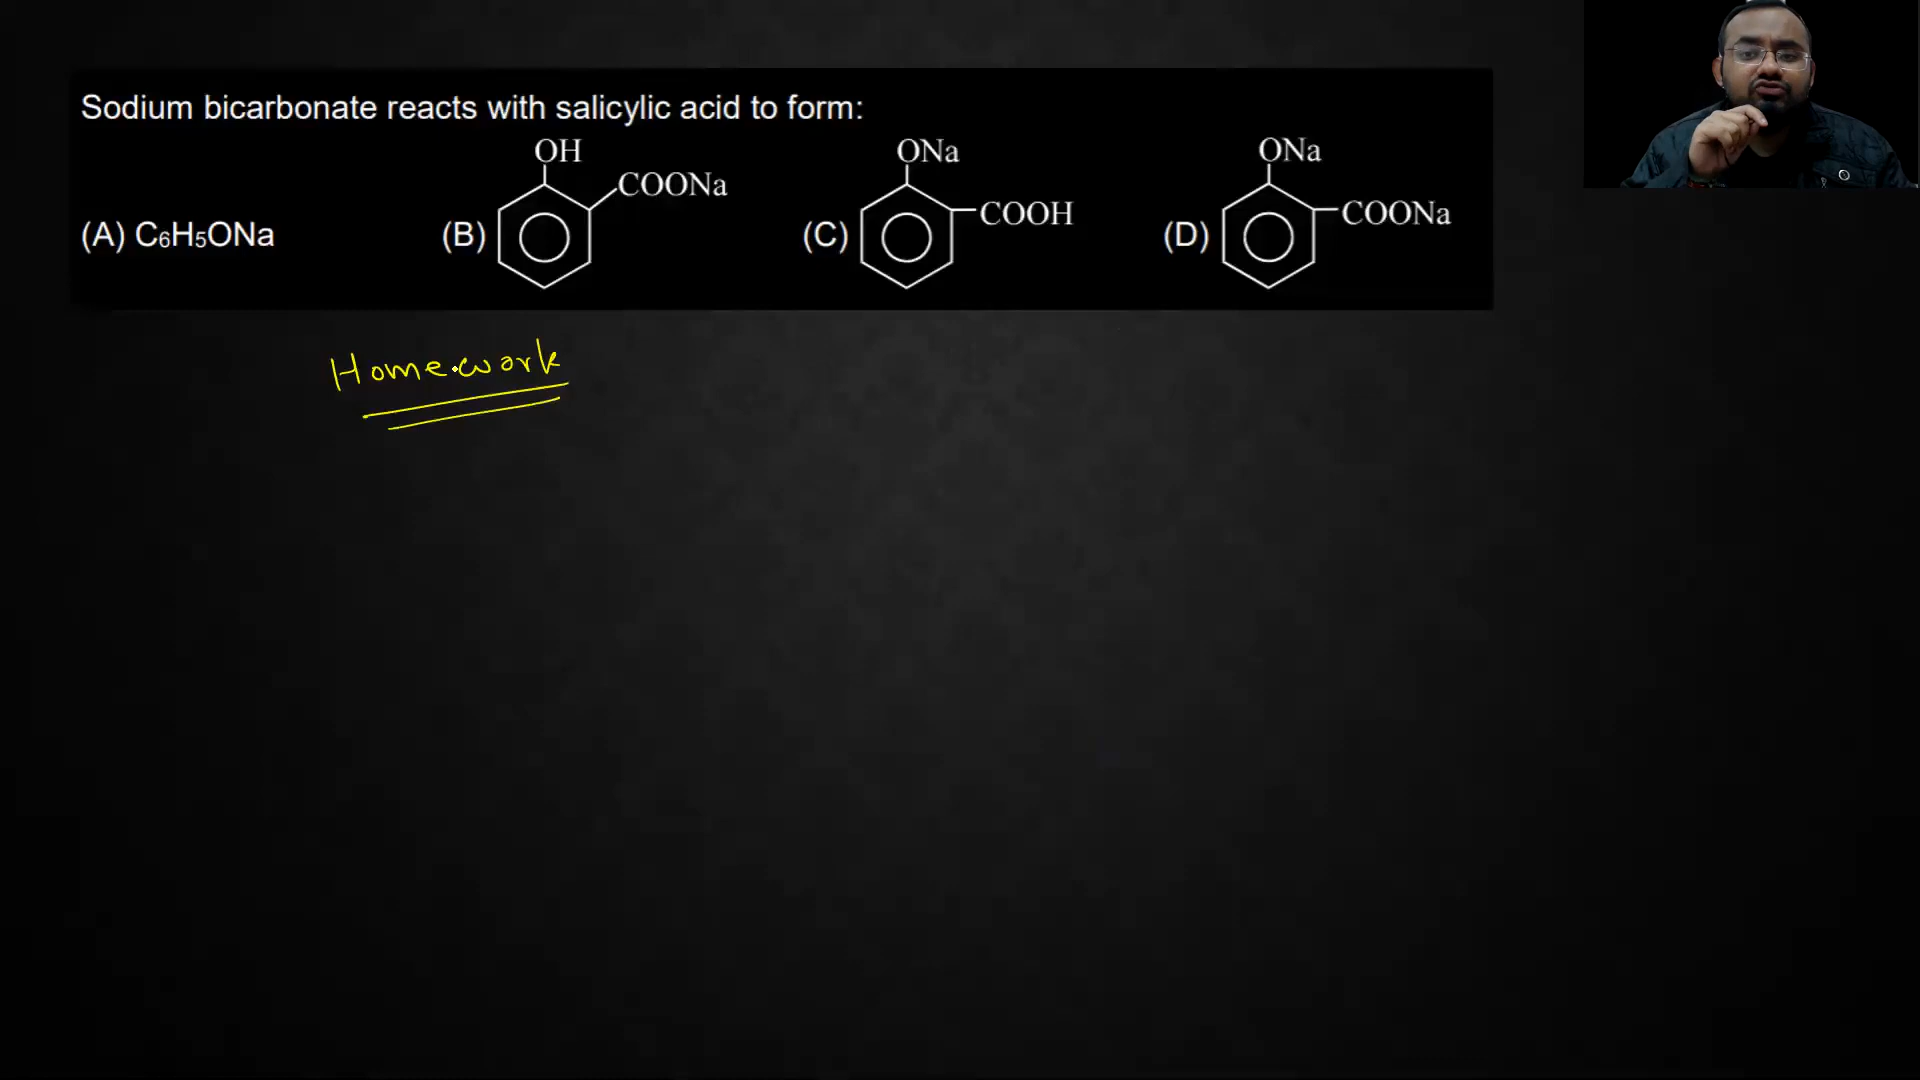 Sodium bicarbonate reacts with salicylic acid to form:
(A) C₆H₅ONa
(B) OH COONa
(C) ONa COOH
(D) ONa COONa
Homework